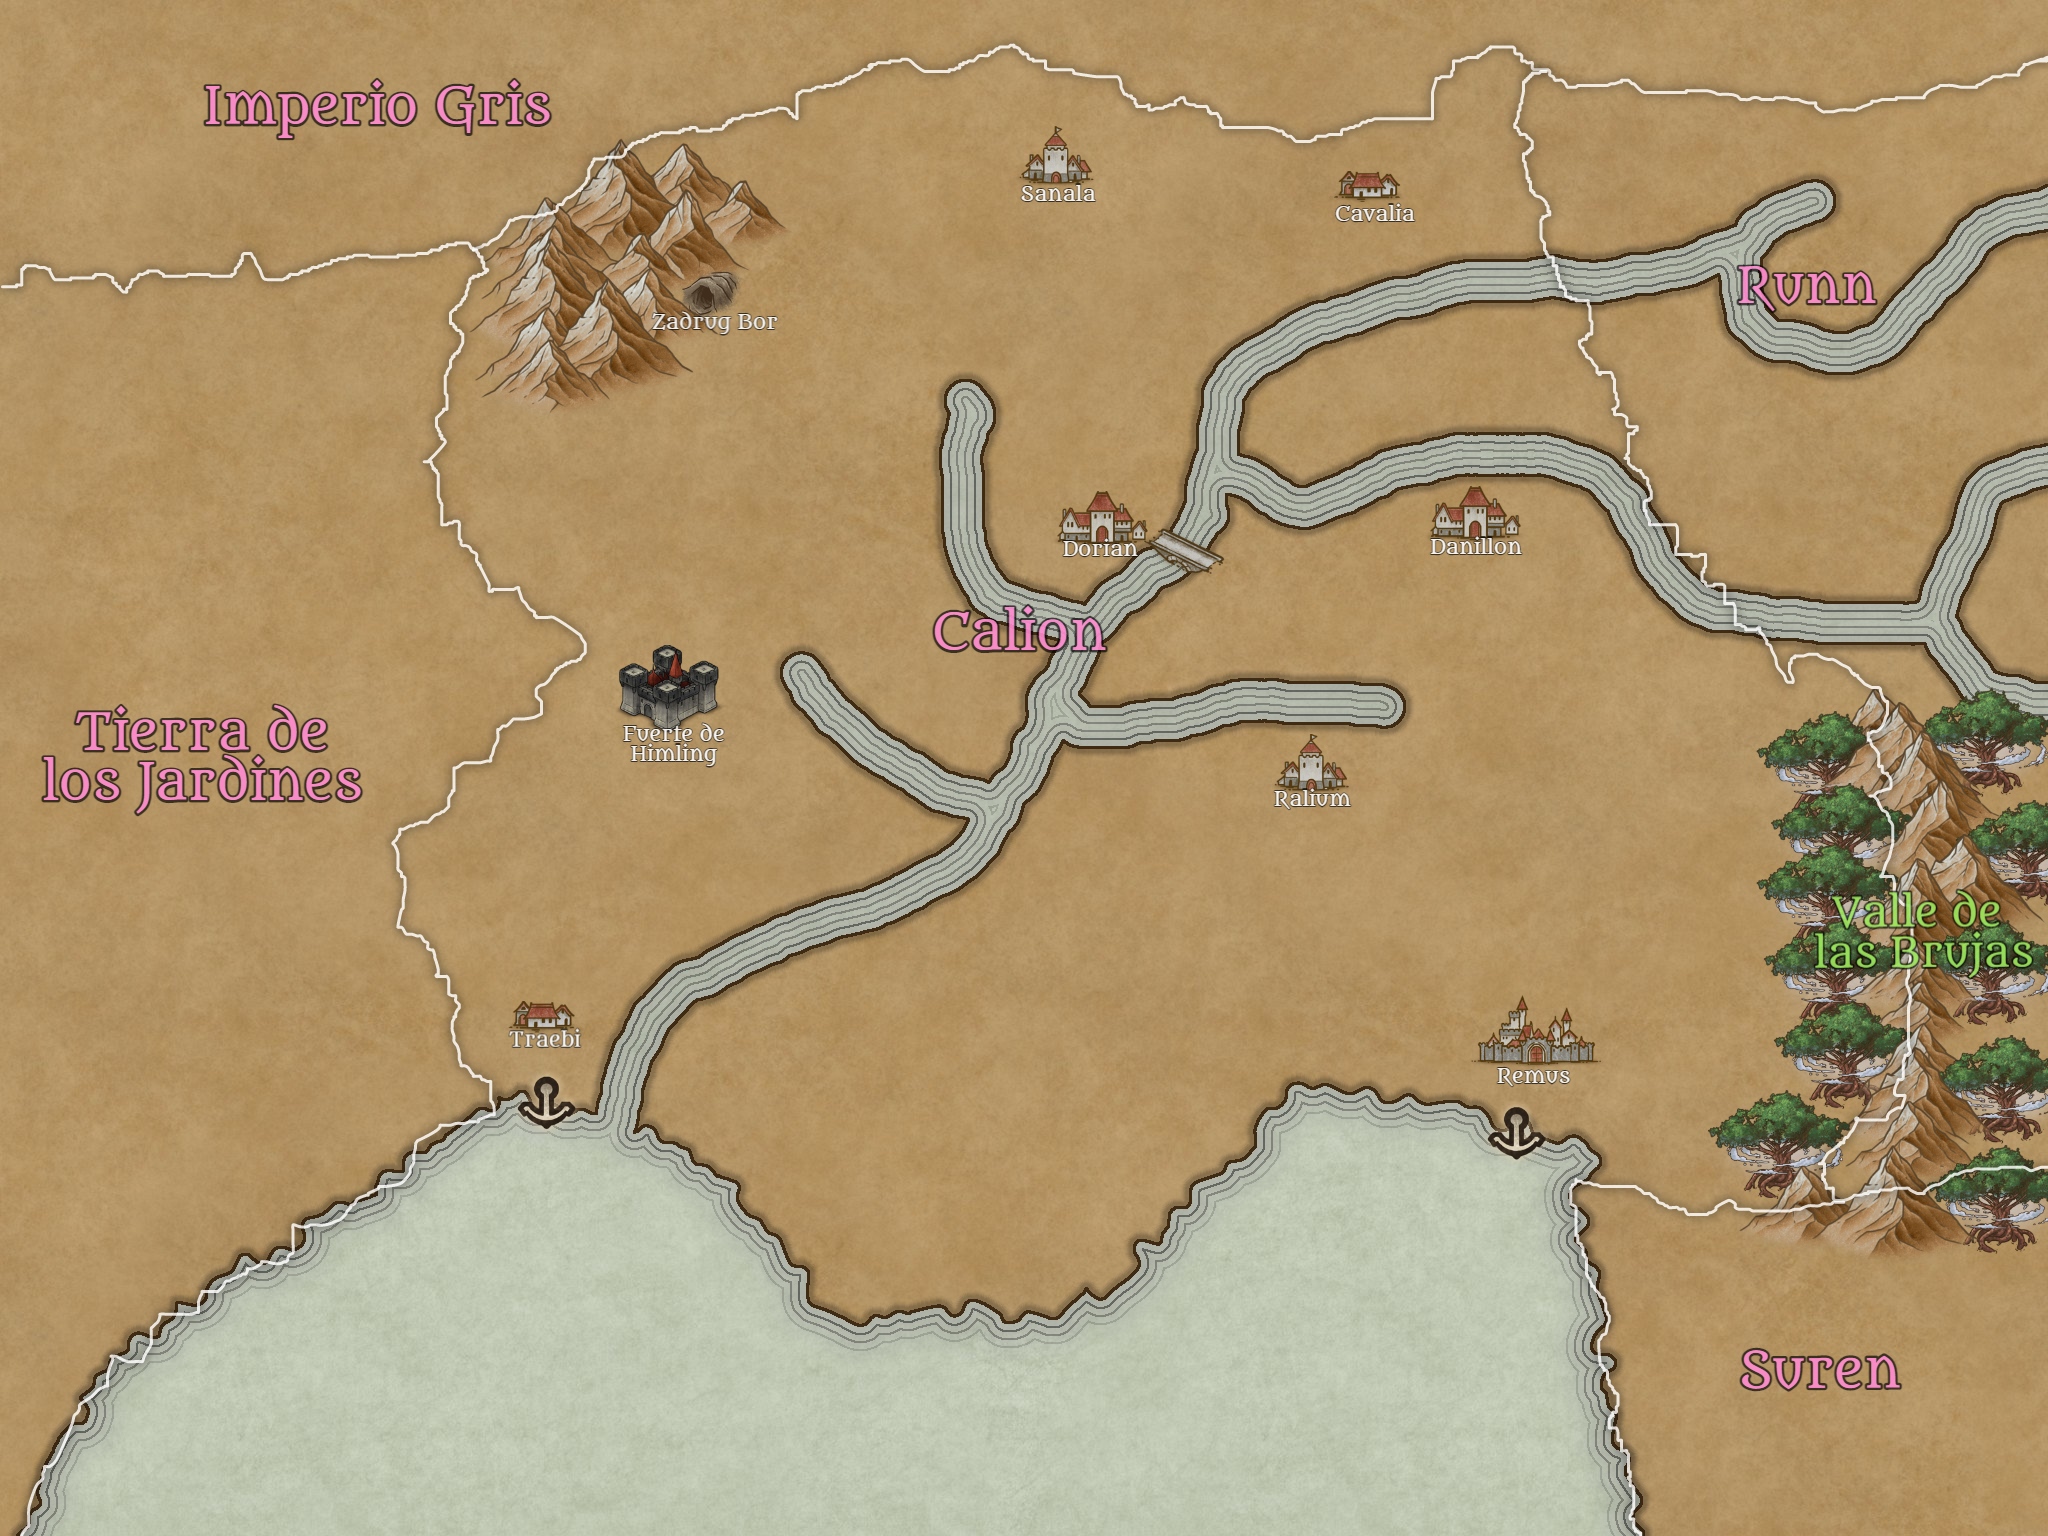 Imperio Gris
Sanala
Cavalia
Runn
Zadrug Bor
Dorian
Danillon
Calion
Fuerte de
Himling
Tierra de
los Jardines
Ralium
Valle de
las Brujas
Traebi
Remus
Suren